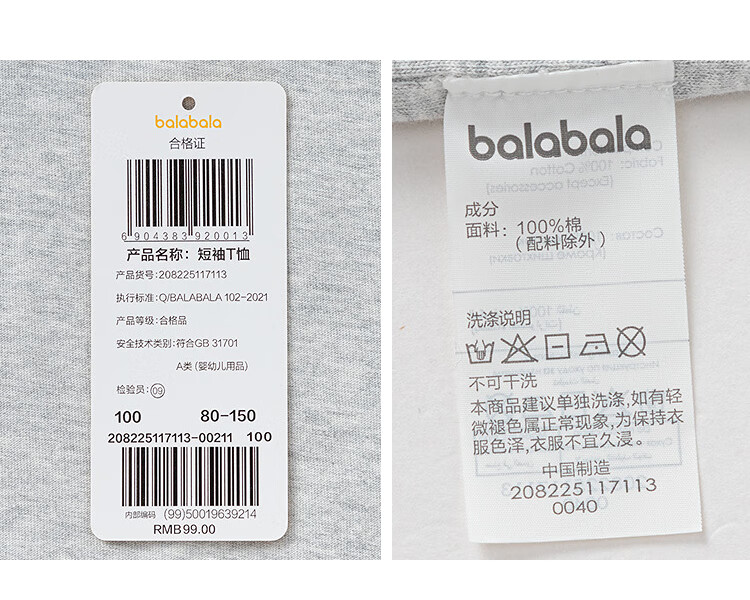 balabala
合格证
6904383920013
产品名称：短袖T恤
产品货号：208225117113
执行标准：Q/BALABALA 102-2021
产品等级：合格品
安全技术类别：符合GB 31701
A类 (婴幼儿用品)
检验员：09
100 80-150
208225117113-00211 100
内部编码 (99)50019639214
RMB99.00
balabala
成分
面料：100%棉
（配料除外）
洗涤说明
不可干洗
本商品建议单独洗涤,如有轻
微褪色属正常现象,为保持衣
服色泽,衣服不宜久浸。
中国制造
208225117113
0040